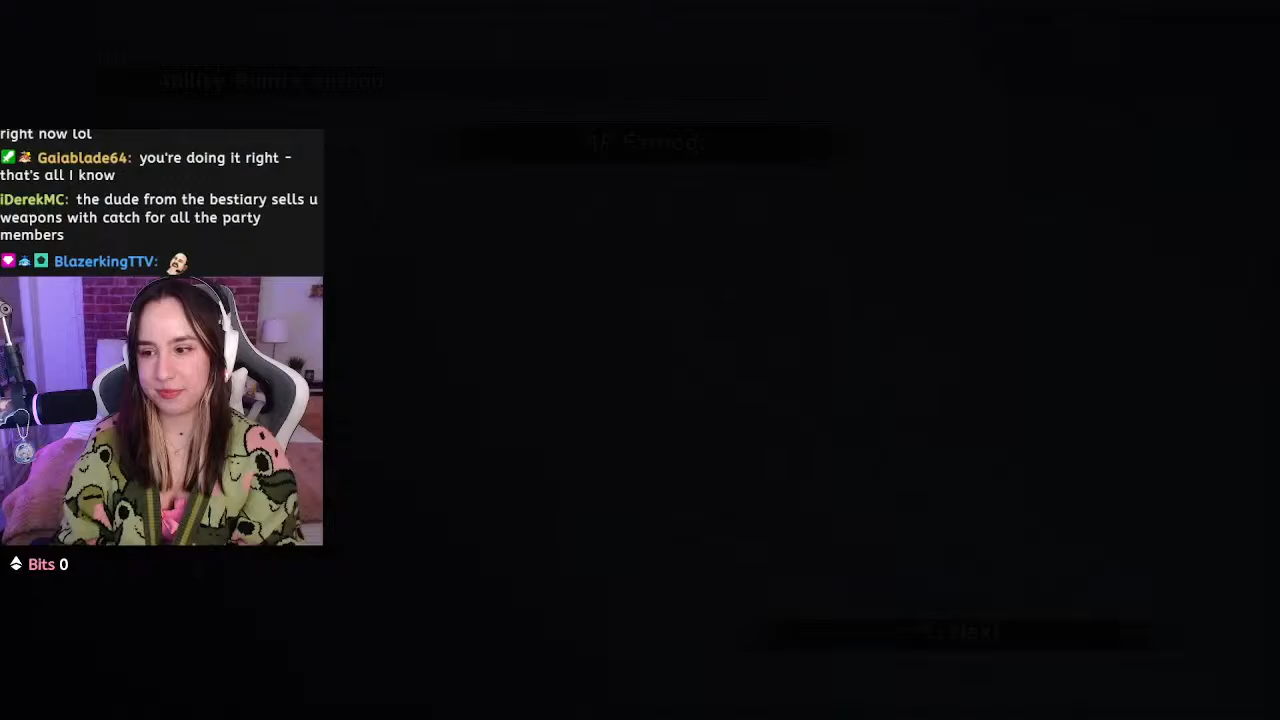 right now lol
Gaiablade64: you're doing it right -
that's all I know
iDerekMC: the dude from the bestiary sells u
weapons with catch for all the party
members
BlazerkingTTV:
Bits 0
Next